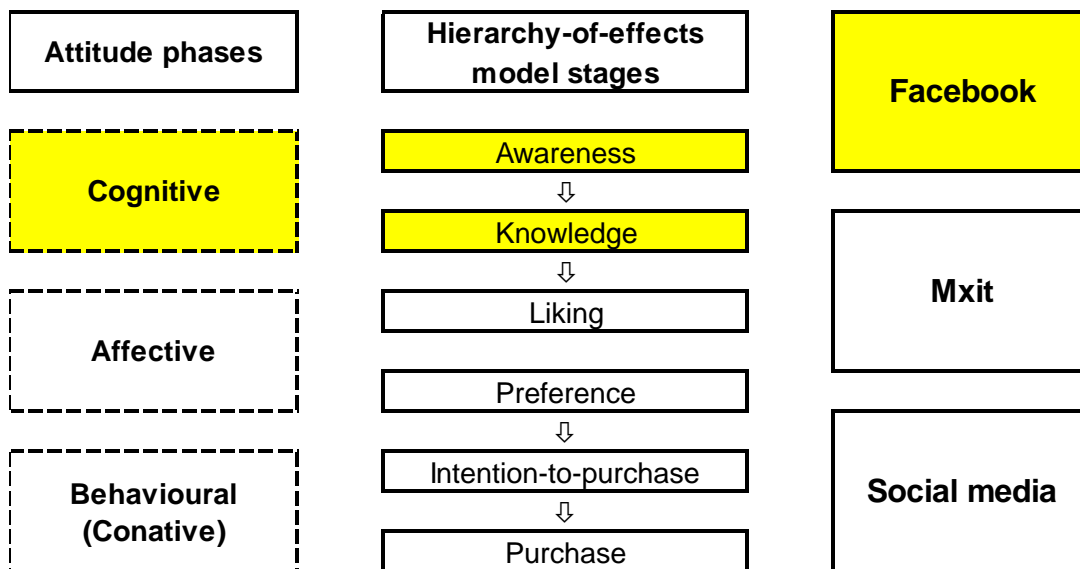 Attitude phases
Cognitive
Affective
Behavioural
(Conative)
Hierarchy-of-effects
model stages
Awareness
⇩
Knowledge
⇩
Liking
Preference
⇩
Intention-to-purchase
⇩
Purchase
Facebook
Mxit
Social media